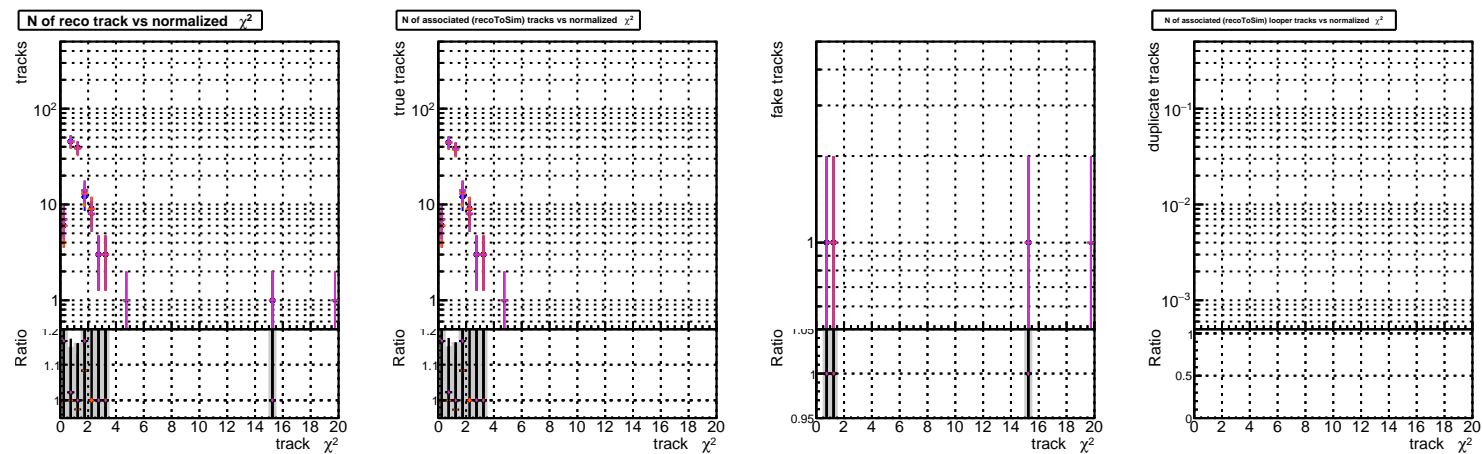 N of reco track vs normalized χ²
N of associated (recoToSim) tracks vs normalized χ²
N of associated (recoToSim) looper tracks vs normalized χ²
tracks
10²
10
1
Ratio
1.2
1.1
1
0 2 4 6 8 10 12 14 16 18 20
track χ²
true tracks
10²
10
1
Ratio
1.2
1.1
1
0 2 4 6 8 10 12 14 16 18 20
track χ²
fake tracks
1
Ratio
1.05
1
0.95
0 2 4 6 8 10 12 14 16 18 20
track χ²
duplicate tracks
10⁻¹
10⁻²
10⁻³
Ratio
1
0.5
0
0 2 4 6 8 10 12 14 16 18 20
track χ²